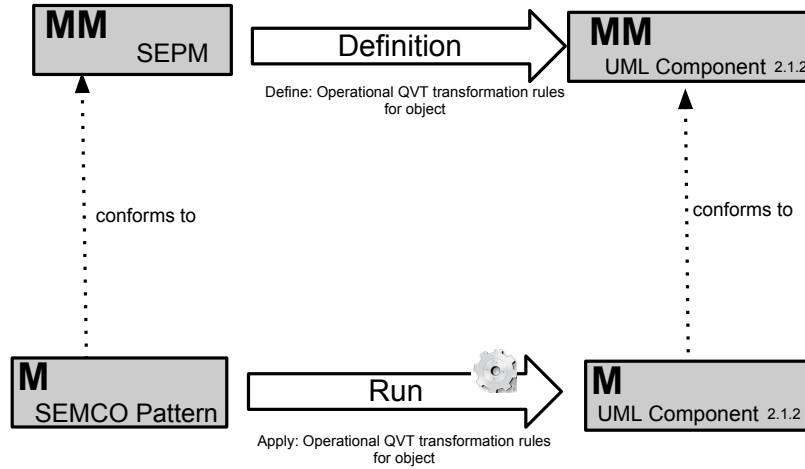 MM
SEPM
Definition
MM
UML Component 2.1.2
Define: Operational QVT transformation rules
for object
conforms to
conforms to
M
SEMCO Pattern
Run
M
UML Component 2.1.2
Apply: Operational QVT transformation rules
for object